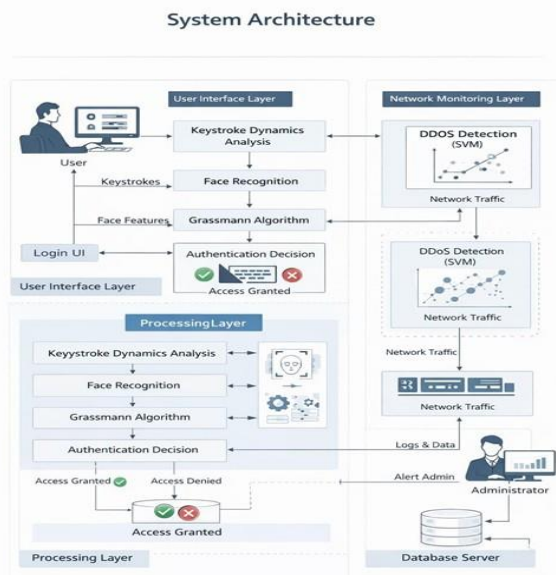 System Architecture
User Interface Layer
Keystroke Dynamics
Analysis
User
Keystrokes
Face Recognition
Face Features
Grassmann Algorithm
Login UI
Authentication Decision
Access Granted
User Interface Layer
Network Monitoring Layer
DDOS Detection
(SVM)
Network Traffic
DDoS Detection
(SVM)
Network Traffic
Network Traffic
Network Traffic
Logs & Data
Alert Admin
Administrator
Database Server
ProcessingLayer
Keyystroke Dynamics Analysis
Face Recognition
Grassmann Algorithm
Authentication Decision
Access Granted
Access Denied
Access Granted
Processing Layer